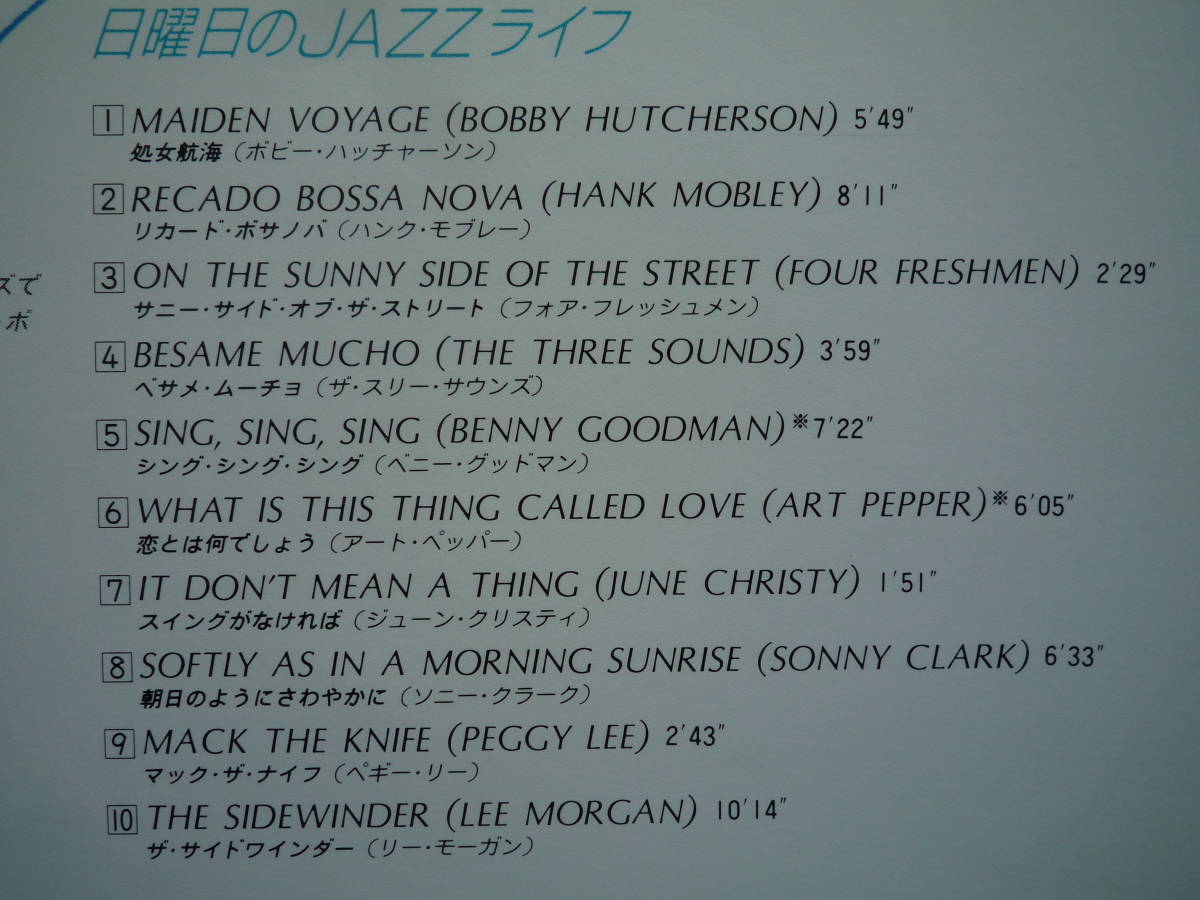 日曜日のJAZZライフ
1 MAIDEN VOYAGE (BOBBY HUTCHERSON) 5'49"
処女航海（ボビー・ハッチャーソン）
2 RECADO BOSSA NOVA (HANK MOBLEY) 8'11"
リカード・ボサノバ（ハンク・モブレー）
3 ON THE SUNNY SIDE OF THE STREET (FOUR FRESHMEN) 2'29"
サニー・サイド・オブ・ザ・ストリート（フォア・フレッシュメン）
4 BESAME MUCHO (THE THREE SOUNDS) 3'59"
ベサメ・ムーチョ（ザ・スリー・サウンズ）
5 SING, SING, SING (BENNY GOODMAN)※7'22"
シング・シング・シング（ベニー・グッドマン）
6 WHAT IS THIS THING CALLED LOVE (ART PEPPER)※6'05"
恋とは何でしょう（アート・ペッパー）
7 IT DON'T MEAN A THING (JUNE CHRISTY) 1'51"
スイングがなければ（ジューン・クリスティ）
8 SOFTLY AS IN A MORNING SUNRISE (SONNY CLARK) 6'33"
朝日のようにさわやかに（ソニー・クラーク）
9 MACK THE KNIFE (PEGGY LEE) 2'43"
マック・ザ・ナイフ（ペギー・リー）
10 THE SIDEWINDER (LEE MORGAN) 10'14"
ザ・サイドワインダー（リー・モーガン）
ズで
・ボ